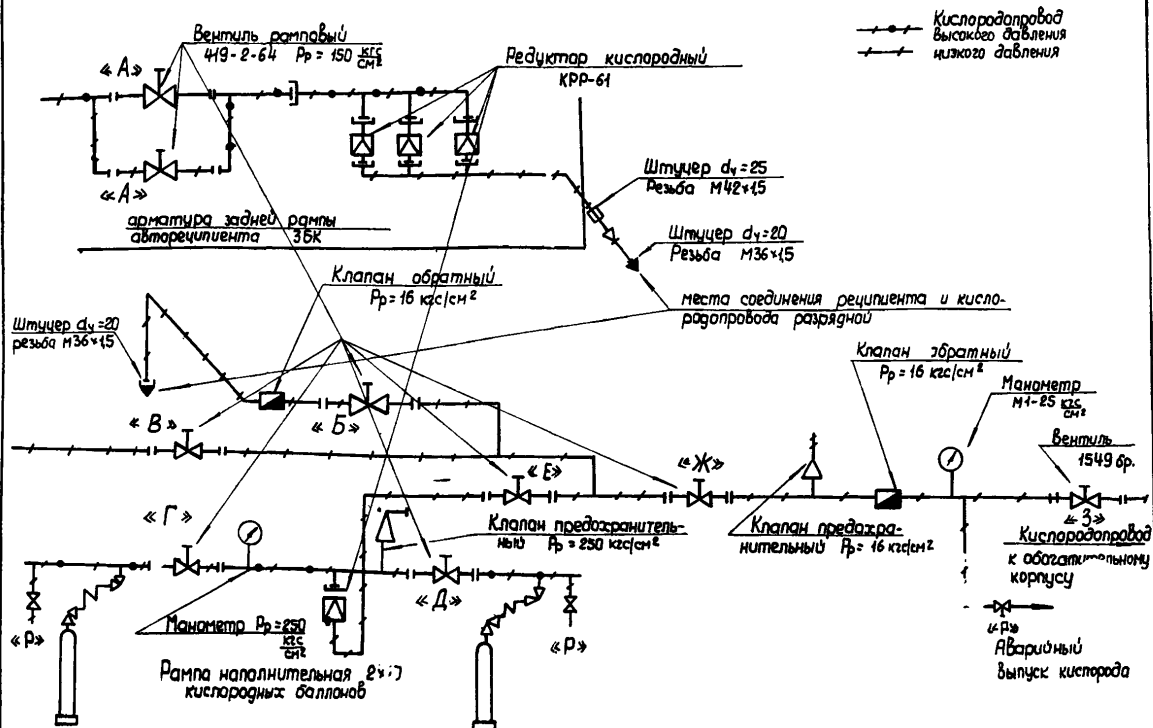 Вентиль рамповый
419-2-64 Рр = 150 кгс/см²
Кислородопровод
высокого давления
низкого давления
Редуктор кислородный
КРР-61
«А»
«А»
Штуцер dу=25
Резьба М42×1,5
арматура задней рампы
автореципиента ЗБК
Штуцер dу=20
Резьба М36×1,5
Клапан обратный
Рр = 16 кгс/см²
места соединения реципиента и кисло-
родопровода разрядной
Штуцер dу=20
резьба М36×1,5
Клапан обратный
Рр = 16 кгс/см²
Манометр
М1-25 кгс/см²
«В»
«Б»
Вентиль
1549 бр.
«Е»
«Ж»
«Г»
Клапан предохранитель-
ный Рр = 250 кгс/см²
Клапан предохра-
нительный Рр = 16 кгс/см²
«З»
Кислородопровод
к обогатительному
корпусу
«Д»
«Р»
Манометр Рр = 250
кгс/см²
«Р»
«Р»
Аварийный
выпуск кислорода
Рампа наполнительная
кислородных баллонов